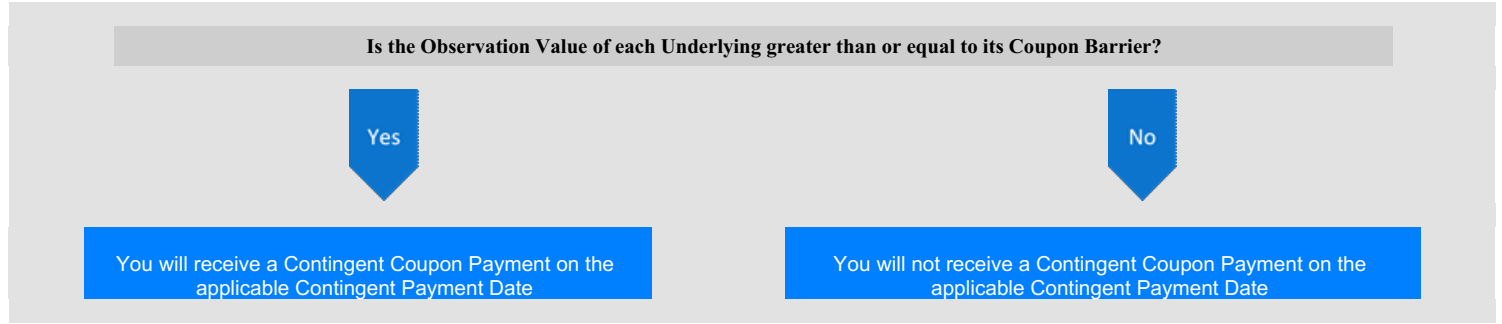 Is the Observation Value of each Underlying greater than or equal to its Coupon Barrier?
Yes
No
You will receive a Contingent Coupon Payment on the
applicable Contingent Payment Date
You will not receive a Contingent Coupon Payment on the
applicable Contingent Payment Date